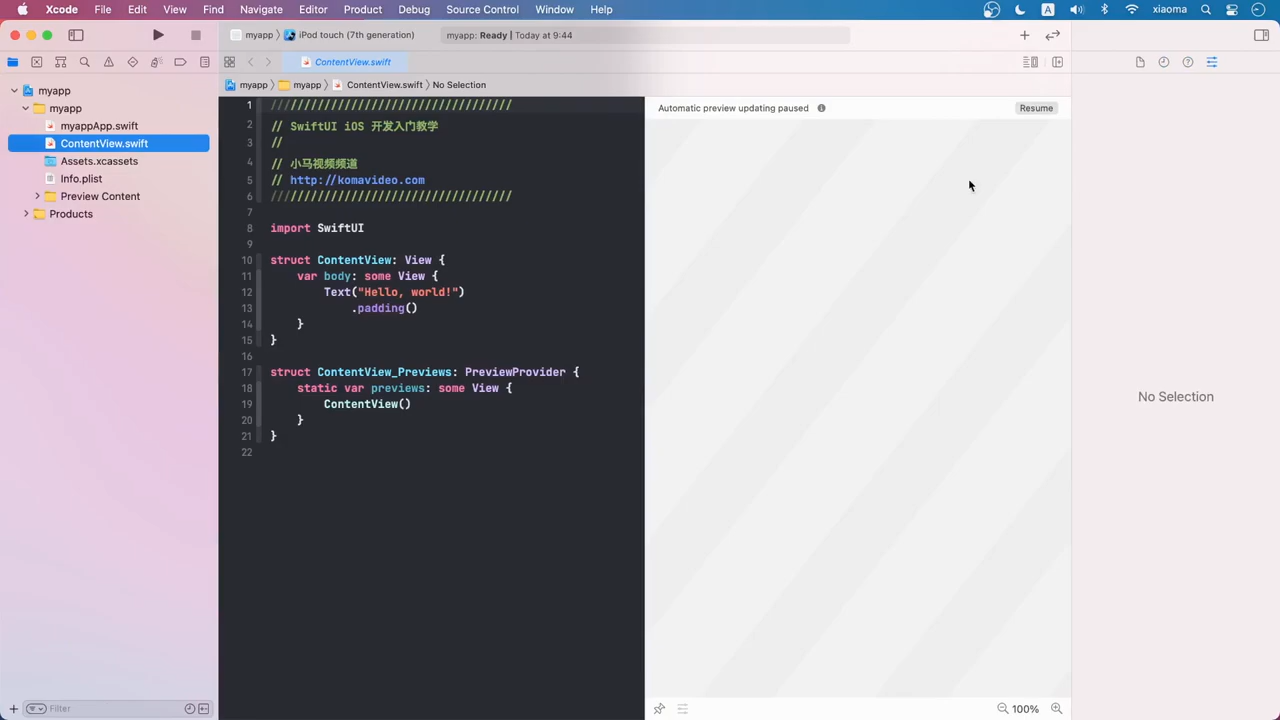 Xcode File Edit View Find Navigate Editor Product Debug Source Control Window Help A xiaoma
myapp › iPod touch (7th generation) myapp: Ready | Today at 9:44
ContentView.swift
myapp › myapp › ContentView.swift › No Selection
myapp
myapp
myappApp.swift
ContentView.swift
Assets.xcassets
Info.plist
Preview Content
Products
Filter
1 ////////////////////////////////////
2 // SwiftUI iOS 开发入门教学
3 //
4 // 小马视频频道
5 // http://komavideo.com
6 ////////////////////////////////////
7
8 import SwiftUI
9
10 struct ContentView: View {
11 var body: some View {
12 Text("Hello, world!")
13 .padding()
14 }
15 }
16
17 struct ContentView_Previews: PreviewProvider {
18 static var previews: some View {
19 ContentView()
20 }
21 }
22
Automatic preview updating paused Resume
100%
No Selection